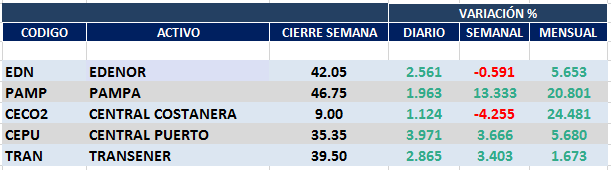 VARIACIÓN %
CODIGO ACTIVO CIERRE SEMANA DIARIO SEMANAL MENSUAL
EDN EDENOR 42.05 2.561 -0.591 5.653
PAMP PAMPA 46.75 1.963 13.333 20.801
CECO2 CENTRAL COSTANERA 9.00 1.124 -4.255 24.481
CEPU CENTRAL PUERTO 35.35 3.971 3.666 5.680
TRAN TRANSENER 39.50 2.865 3.403 1.673